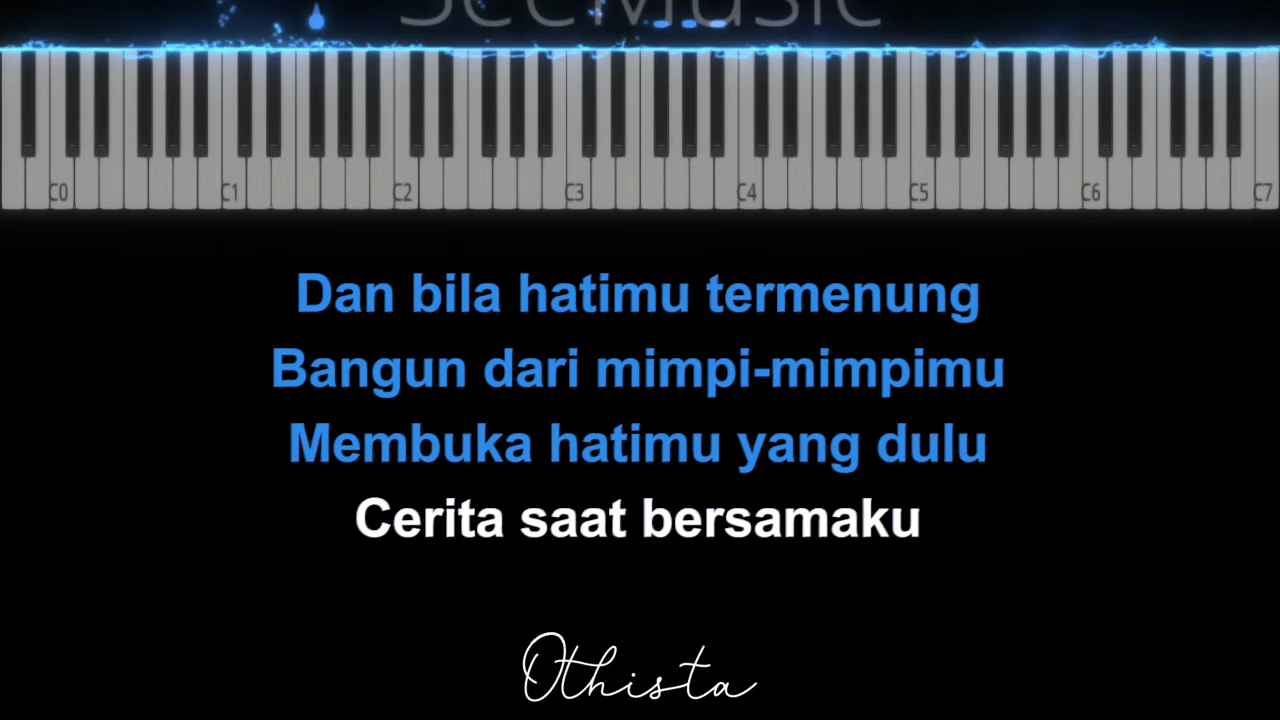 SeeMusic
C0 C1 C2 C3 C4 C5 C6 C7
Dan bila hatimu termenung
Bangun dari mimpi-mimpimu
Membuka hatimu yang dulu
Cerita saat bersamaku
Othista